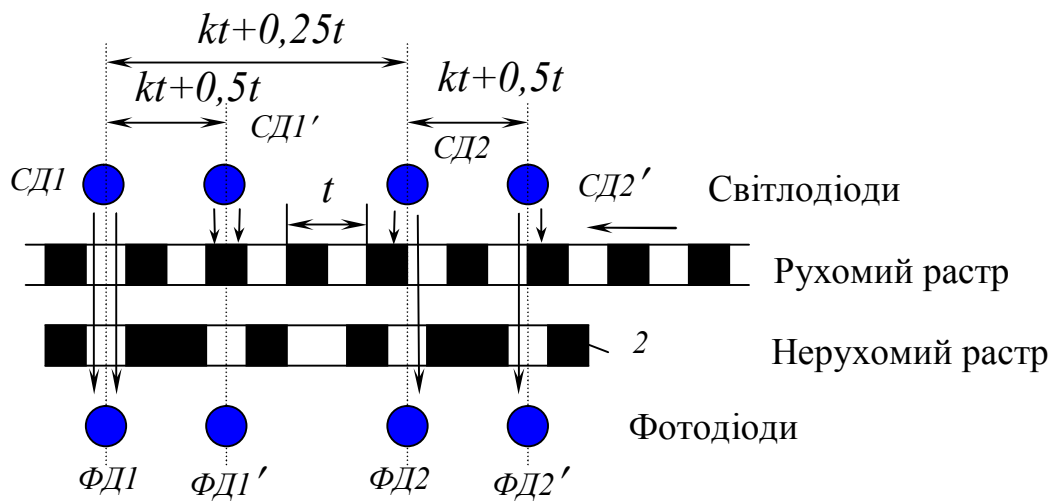 kt+0,25t
kt+0,5t
kt+0,5t
СД1′
СД2
СД1
СД2′
Світлодіоди
t
Рухомий растр
2
Нерухомий растр
Фотодіоди
ФД1
ФД1′
ФД2
ФД2′